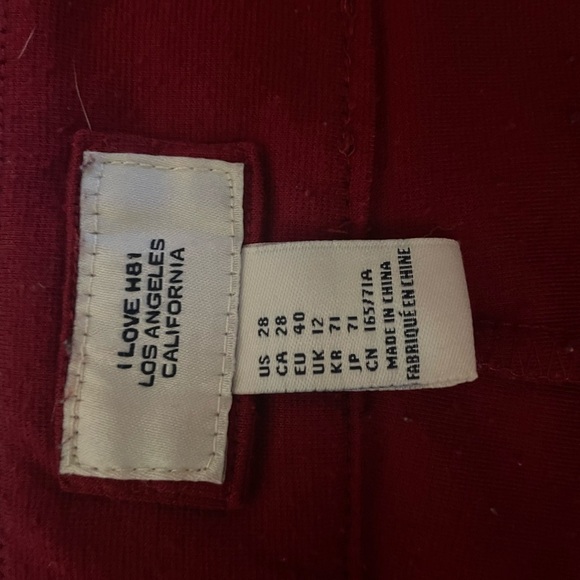 I LOVE H81
LOS ANGELES
CALIFORNIA
US 28
CA 28
EU 40
UK 12
KR 71
JP 71
CN 165/71A
MADE IN CHINA
FABRIQUÉ EN CHINE